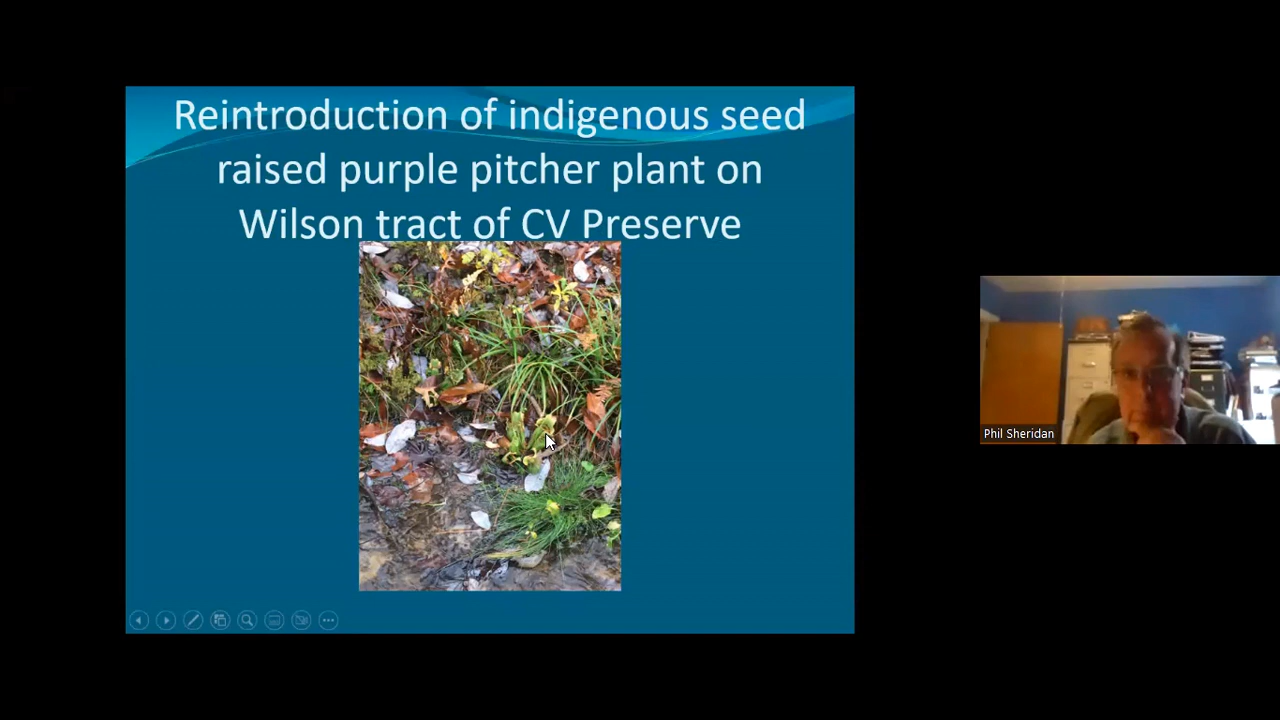 Reintroduction of indigenous seed
raised purple pitcher plant on
Wilson tract of CV Preserve
Phil Sheridan